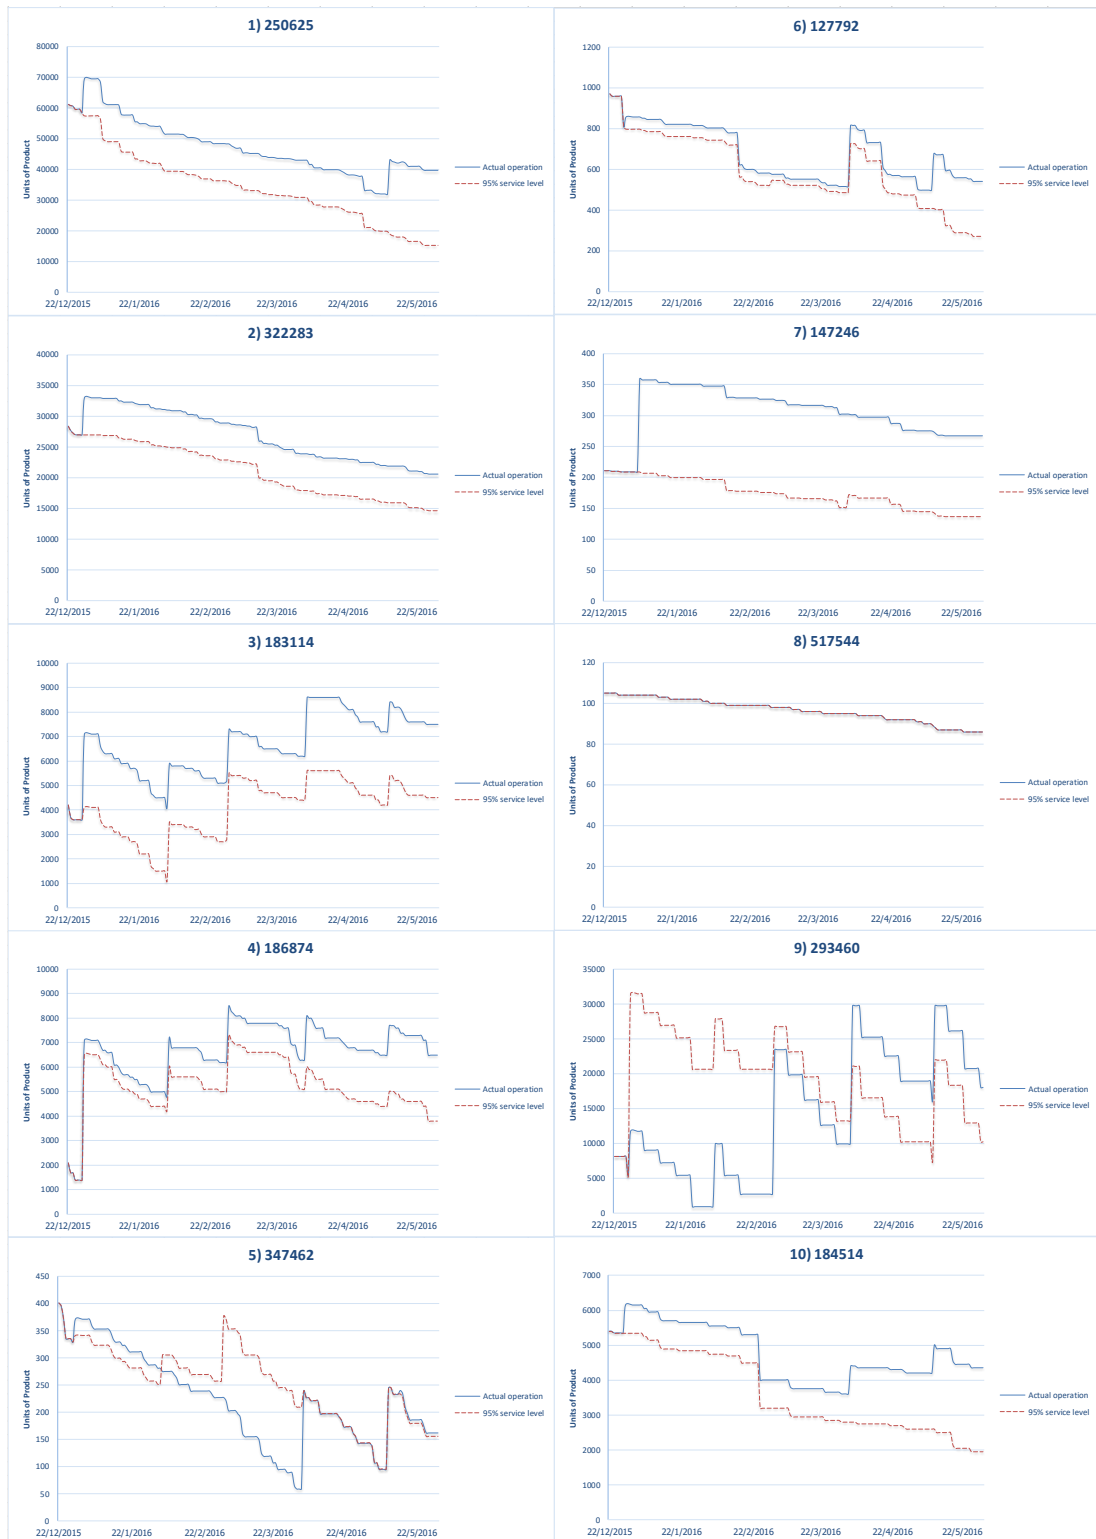 1) 250625
80000
70000
60000
50000
40000
30000
20000
10000
0
Units of Product
22/12/2015 22/1/2016 22/2/2016 22/3/2016 22/4/2016 22/5/2016
Actual operation
95% service level
6) 127792
1200
1000
800
600
400
200
0
Units of Product
22/12/2015 22/1/2016 22/2/2016 22/3/2016 22/4/2016 22/5/2016
Actual operation
95% service level
2) 322283
40000
35000
30000
25000
20000
15000
10000
5000
0
Units of Product
22/12/2015 22/1/2016 22/2/2016 22/3/2016 22/4/2016 22/5/2016
Actual operation
95% service level
7) 147246
400
350
300
250
200
150
100
50
0
Units of Product
22/12/2015 22/1/2016 22/2/2016 22/3/2016 22/4/2016 22/5/2016
Actual operation
95% service level
3) 183114
10000
9000
8000
7000
6000
5000
4000
3000
2000
1000
0
Units of Product
22/12/2015 22/1/2016 22/2/2016 22/3/2016 22/4/2016 22/5/2016
Actual operation
95% service level
8) 517544
120
100
80
60
40
20
0
Units of Product
22/12/2015 22/1/2016 22/2/2016 22/3/2016 22/4/2016 22/5/2016
Actual operation
95% service level
4) 186874
10000
9000
8000
7000
6000
5000
4000
3000
2000
1000
0
Units of Product
22/12/2015 22/1/2016 22/2/2016 22/3/2016 22/4/2016 22/5/2016
Actual operation
95% service level
9) 293460
35000
30000
25000
20000
15000
10000
5000
0
Units of Product
22/12/2015 22/1/2016 22/2/2016 22/3/2016 22/4/2016 22/5/2016
Actual operation
95% service level
5) 347462
450
400
350
300
250
200
150
100
50
0
Units of Product
22/12/2015 22/1/2016 22/2/2016 22/3/2016 22/4/2016 22/5/2016
Actual operation
95% service level
10) 184514
7000
6000
5000
4000
3000
2000
1000
0
Units of Product
22/12/2015 22/1/2016 22/2/2016 22/3/2016 22/4/2016 22/5/2016
Actual operation
95% service level